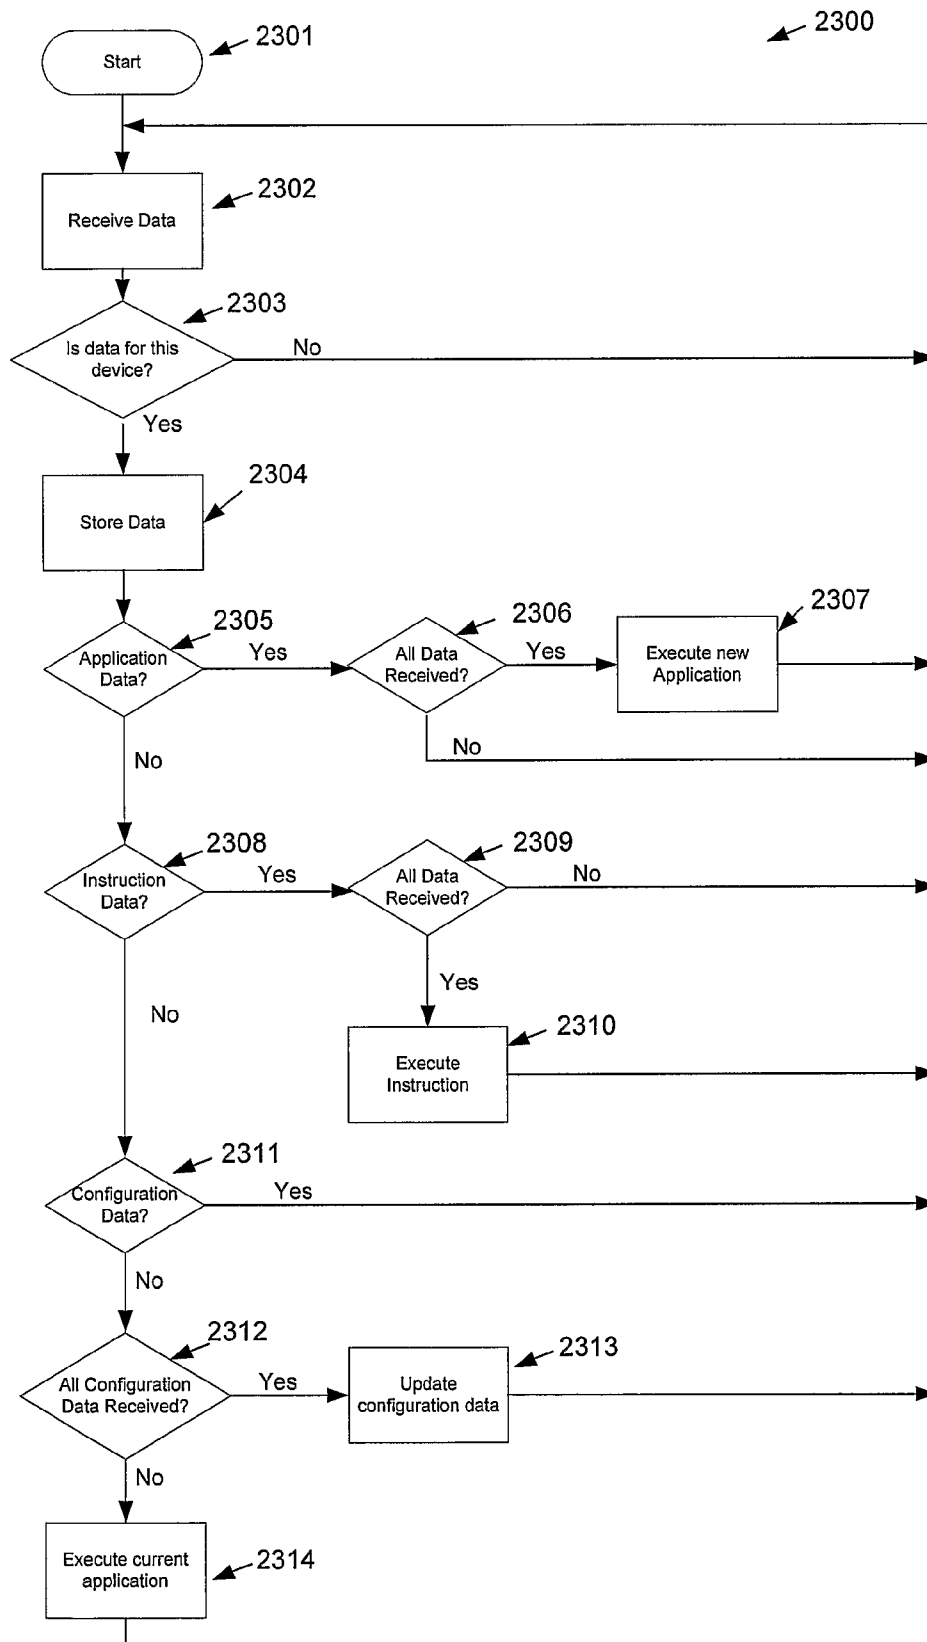 2300
2301
Start
2302
Receive Data
2303
Is data for this
device?
No
Yes
2304
Store Data
2305
Application
Data?
Yes
2306
All Data
Received?
Yes
2307
Execute new
Application
No
No
2308
Instruction
Data?
Yes
2309
All Data
Received?
No
Yes
No
2310
Execute
Instruction
2311
Configuration
Data?
Yes
No
2312
All Configuration
Data Received?
Yes
2313
Update
configuration data
No
Execute current
application
2314